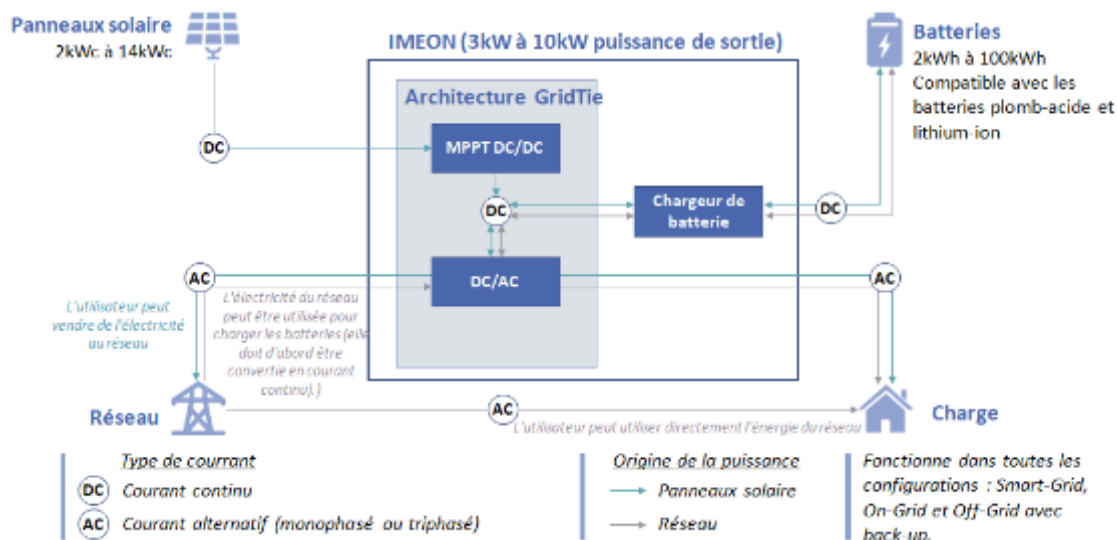 Panneaux solaire
2kWc à 14kWc
IMEON (3kW à 10kW puissance de sortie)
Batteries
2kWh à 100kWh
Compatible avec les
batteries plomb-acide et
lithium-ion
Architecture GridTie
MPPT DC/DC
DC
DC
Chargeur de
batterie
DC
AC
DC/AC
AC
L'utilisateur peut
vendre de l'éléctricité
au réseau
L'électricité du réseau
peut être utilisée pour
charger les batteries (elle
doit d'abord être
convertie en courant
continu).)
Réseau
AC
L'utilisateur peut utiliser directement l'énergie du réseau
Charge
Type de courrant
DC Courant continu
AC Courant alternatif (monophasé ou triphasé)
Origine de la puissance
Panneaux solaire
Réseau
Fonctionne dans toutes les
configurations : Smart-Grid,
On-Grid et Off-Grid avec
back-up.